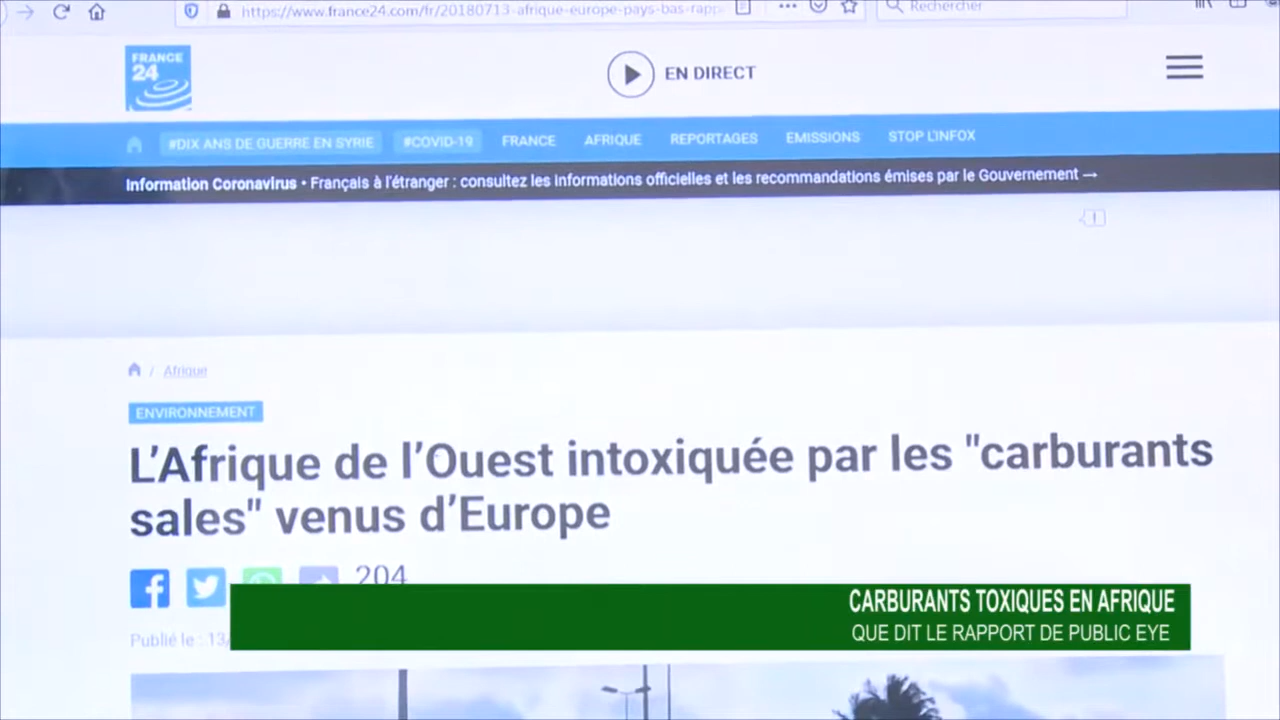 https://www.france24.com/fr/20180713-afrique-europe-pays-bas-rapp
Rechercher
FRANCE
24
EN DIRECT
#DIX ANS DE GUERRE EN SYRIE
#COVID-19
FRANCE
AFRIQUE
REPORTAGES
EMISSIONS
STOP L'INFOX
Information Coronavirus • Français à l'étranger : consultez les informations officielles et les recommandations émises par le Gouvernement →
/ Afrique
ENVIRONNEMENT
L'Afrique de l'Ouest intoxiquée par les "carburants
sales" venus d'Europe
204
Publié le : 13/
CARBURANTS TOXIQUES EN AFRIQUE
QUE DIT LE RAPPORT DE PUBLIC EYE